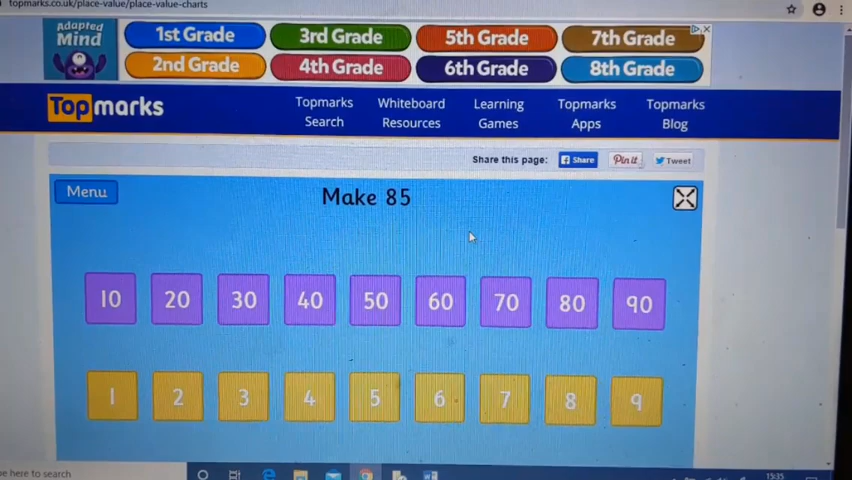 topmarks.co.uk/place-value/place-value-charts
Adapted Mind
1st Grade 3rd Grade 5th Grade 7th Grade
2nd Grade 4th Grade 6th Grade 8th Grade
Topmarks
Topmarks Search
Whiteboard Resources
Learning Games
Topmarks Apps
Topmarks Blog
Share this page: Share Pin it Tweet
Menu
Make 85
10 20 30 40 50 60 70 80 90
1 2 3 4 5 6 7 8 9
here to search
15:35